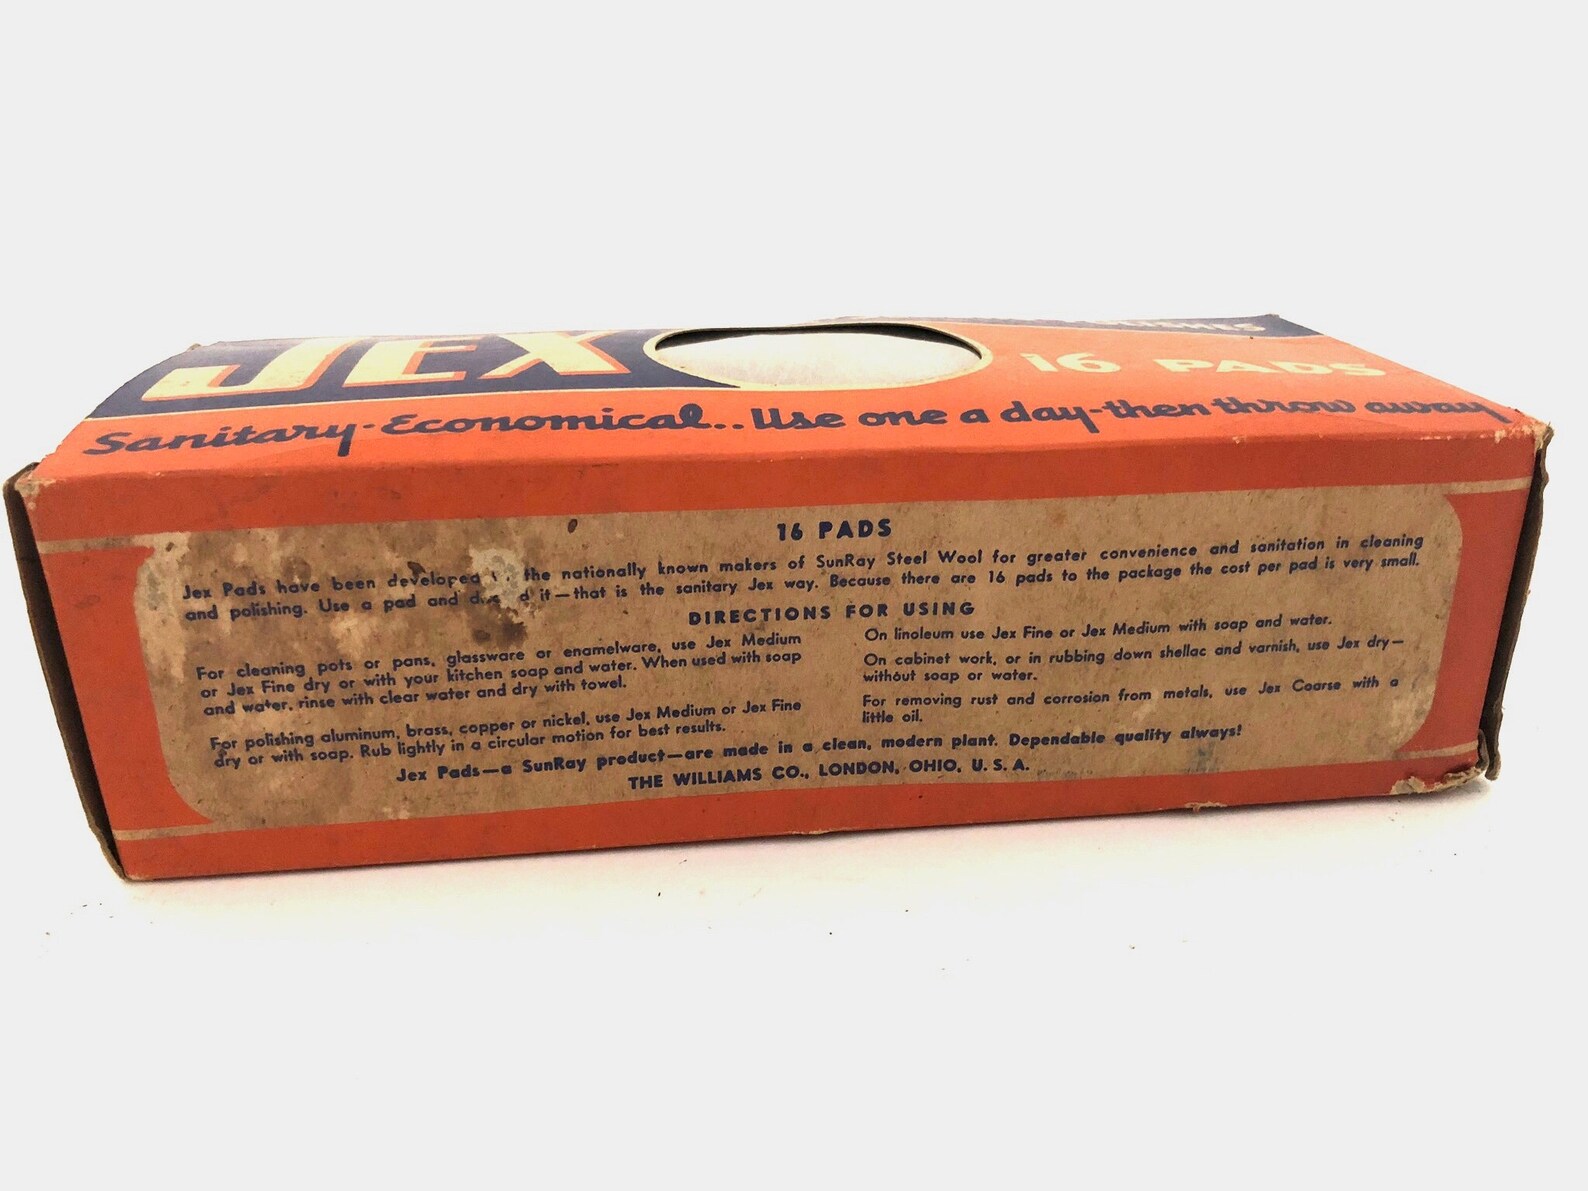 JEX
16 PADS
Sanitary-Economical.. Use one a day-then throw away
16 PADS
Jex Pads have been developed the nationally known makers of SunRay Steel Wool for greater convenience and sanitation in cleaning
and polishing. Use a pad and it—that is the sanitary Jex way. Because there are 16 pads to the package the cost per pad is very small.
DIRECTIONS FOR USING
For cleaning pots or pans, glassware or enamelware, use Jex Medium
or Jex Fine dry or with your kitchen soap and water. When used with soap
and water, rinse with clear water and dry with towel.
For polishing aluminum, brass, copper or nickel, use Jex Medium or Jex Fine
dry or with soap. Rub lightly in a circular motion for best results.
On linoleum use Jex Fine or Jex Medium with soap and water.
On cabinet work, or in rubbing down shellac and varnish, use Jex dry—
without soap or water.
For removing rust and corrosion from metals, use Jex Coarse with a
little oil.
Jex Pads—a SunRay product—are made in a clean, modern plant. Dependable quality always!
THE WILLIAMS CO., LONDON, OHIO, U. S. A.